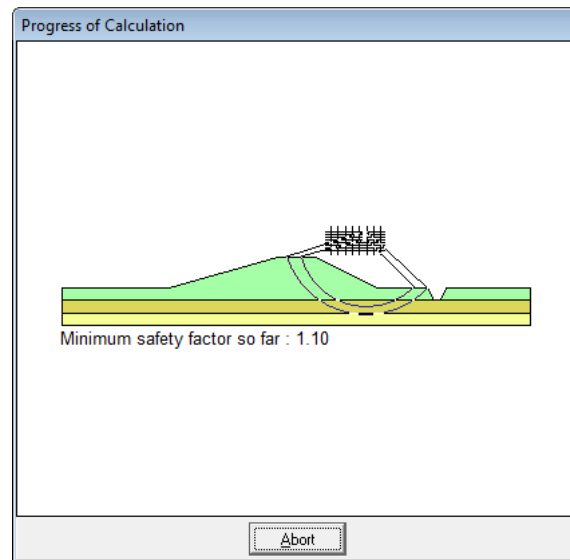 Progress of Calculation
Minimum safety factor so far : 1.10
Abort